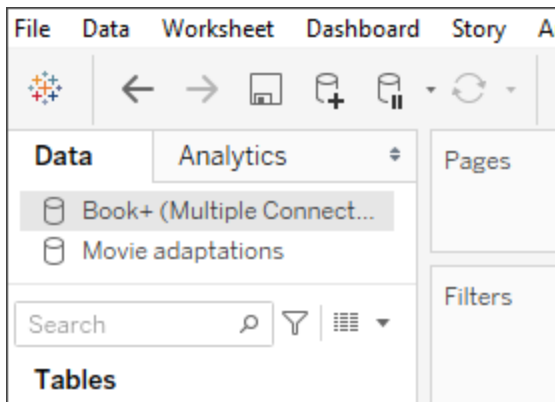 File Data Worksheet Dashboard Story A
Data Analytics
Pages
Book+ (Multiple Connect...
Movie adaptations
Filters
Search
Tables